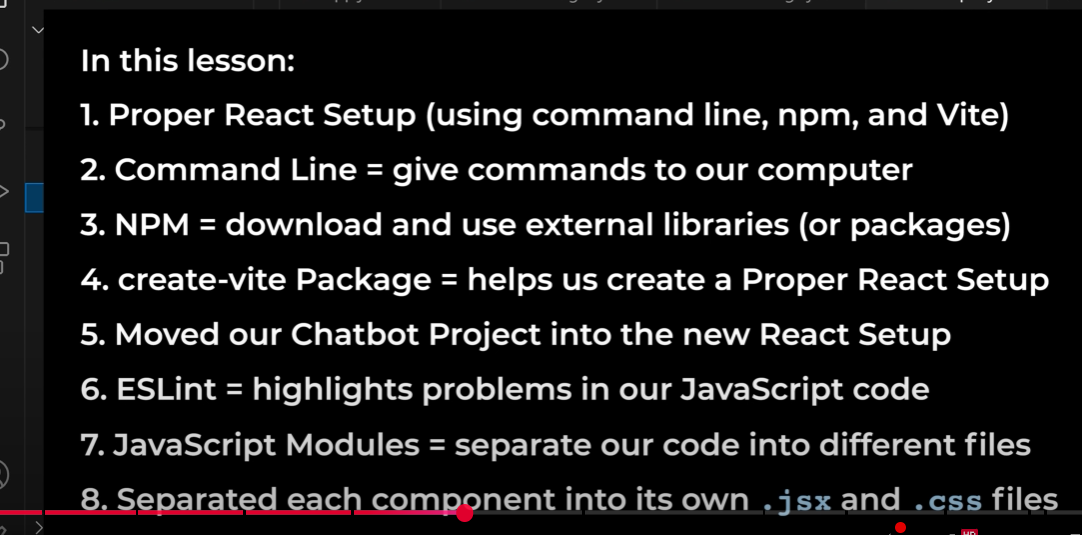 In this lesson:
1. Proper React Setup (using command line, npm, and Vite)
2. Command Line = give commands to our computer
3. NPM = download and use external libraries (or packages)
4. create-vite Package = helps us create a Proper React Setup
5. Moved our Chatbot Project into the new React Setup
6. ESLint = highlights problems in our JavaScript code
7. JavaScript Modules = separate our code into different files
8. Separated each component into its own .jsx and .css files
HD